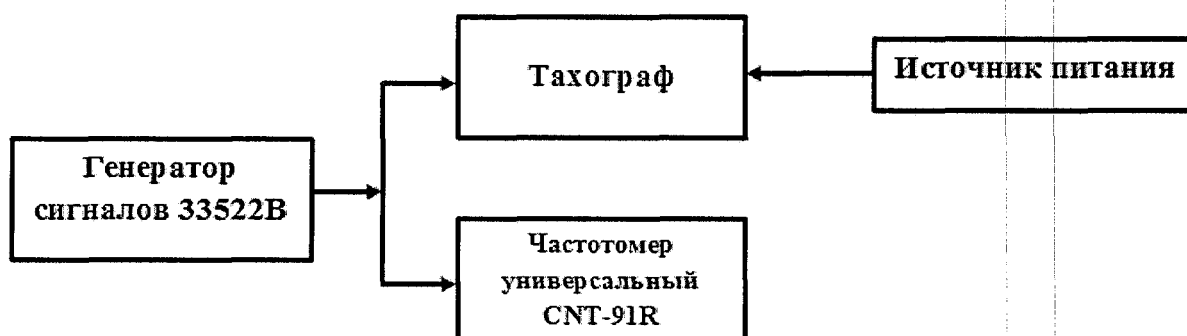 Тахограф
Источник питания
Генератор
сигналов 33522B
Частотомер
универсальный
CNT-91R